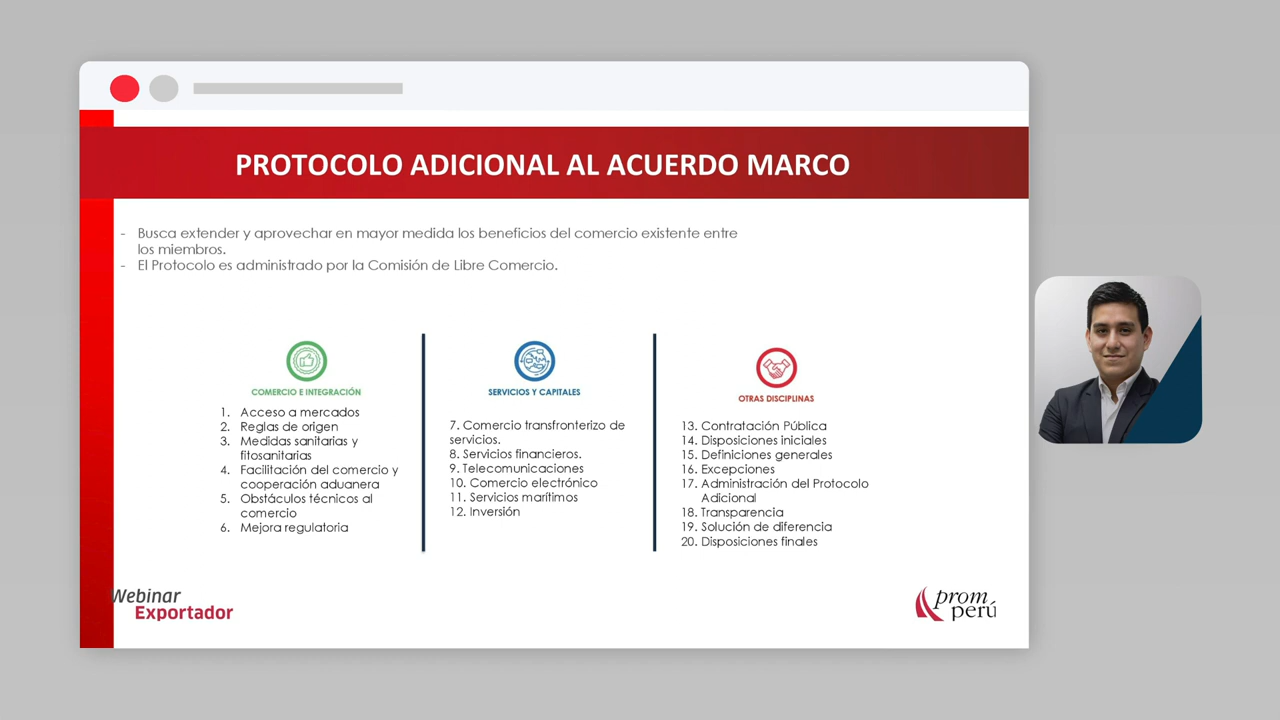 PROTOCOLO ADICIONAL AL ACUERDO MARCO
- Busca extender y aprovechar en mayor medida los beneficios del comercio existente entre
los miembros.
- El Protocolo es administrado por la Comisión de Libre Comercio.
COMERCIO E INTEGRACIÓN
1. Acceso a mercados
2. Reglas de origen
3. Medidas sanitarias y
fitosanitarias
4. Facilitación del comercio y
cooperación aduanera
5. Obstáculos técnicos al
comercio
6. Mejora regulatoria
SERVICIOS Y CAPITALES
7. Comercio transfronterizo de
servicios.
8. Servicios financieros.
9. Telecomunicaciones
10. Comercio electrónico
11. Servicios marítimos
12. Inversión
OTRAS DISCIPLINAS
13. Contratación Pública
14. Disposiciones iniciales
15. Definiciones generales
16. Excepciones
17. Administración del Protocolo
Adicional
18. Transparencia
19. Solución de diferencia
20. Disposiciones finales
Webinar
Exportador
prom
perú